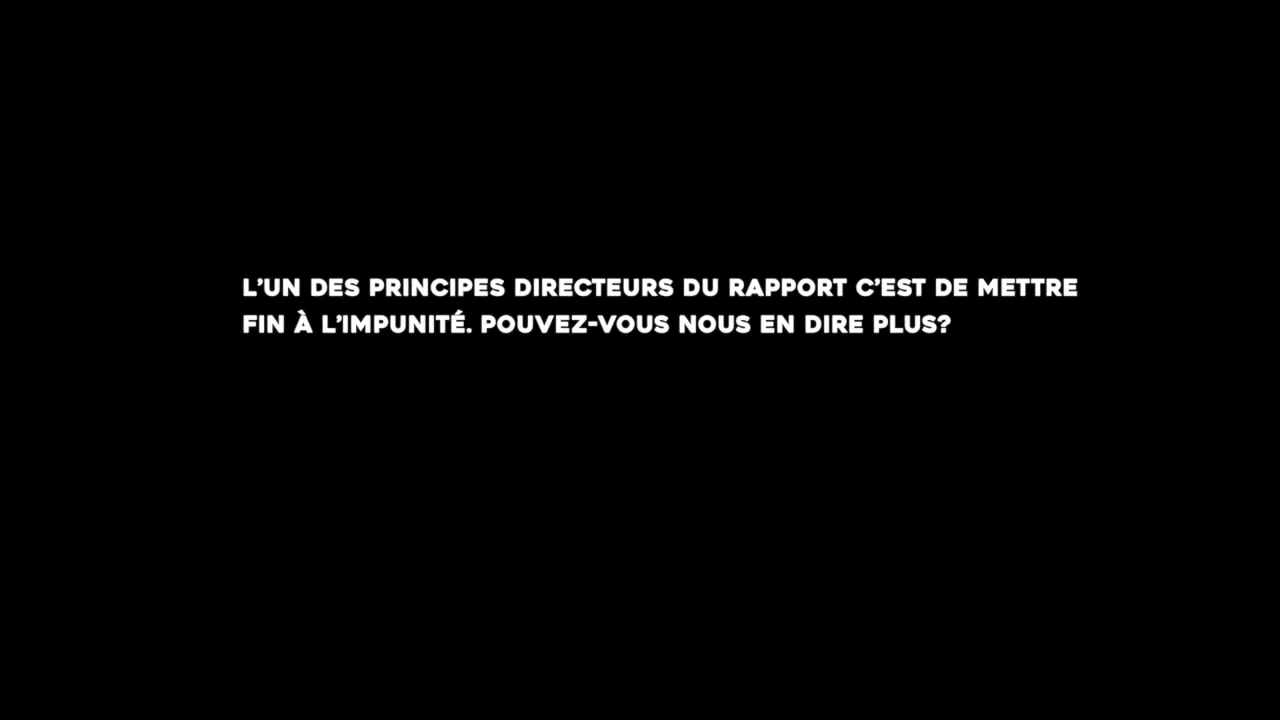 L'UN DES PRINCIPES DIRECTEURS DU RAPPORT C'EST DE METTRE
FIN À L'IMPUNITÉ. POUVEZ-VOUS NOUS EN DIRE PLUS?